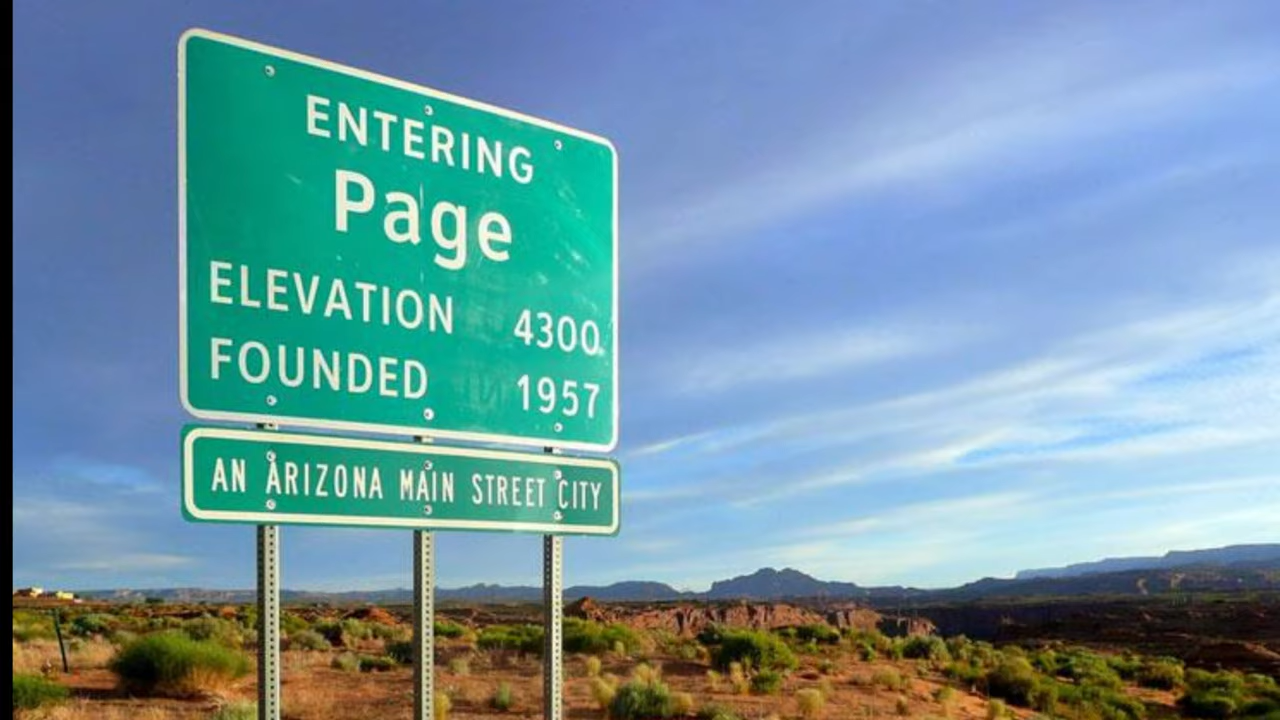 ENTERING
Page
ELEVATION 4300
FOUNDED 1957
AN ARIZONA MAIN STREET CITY